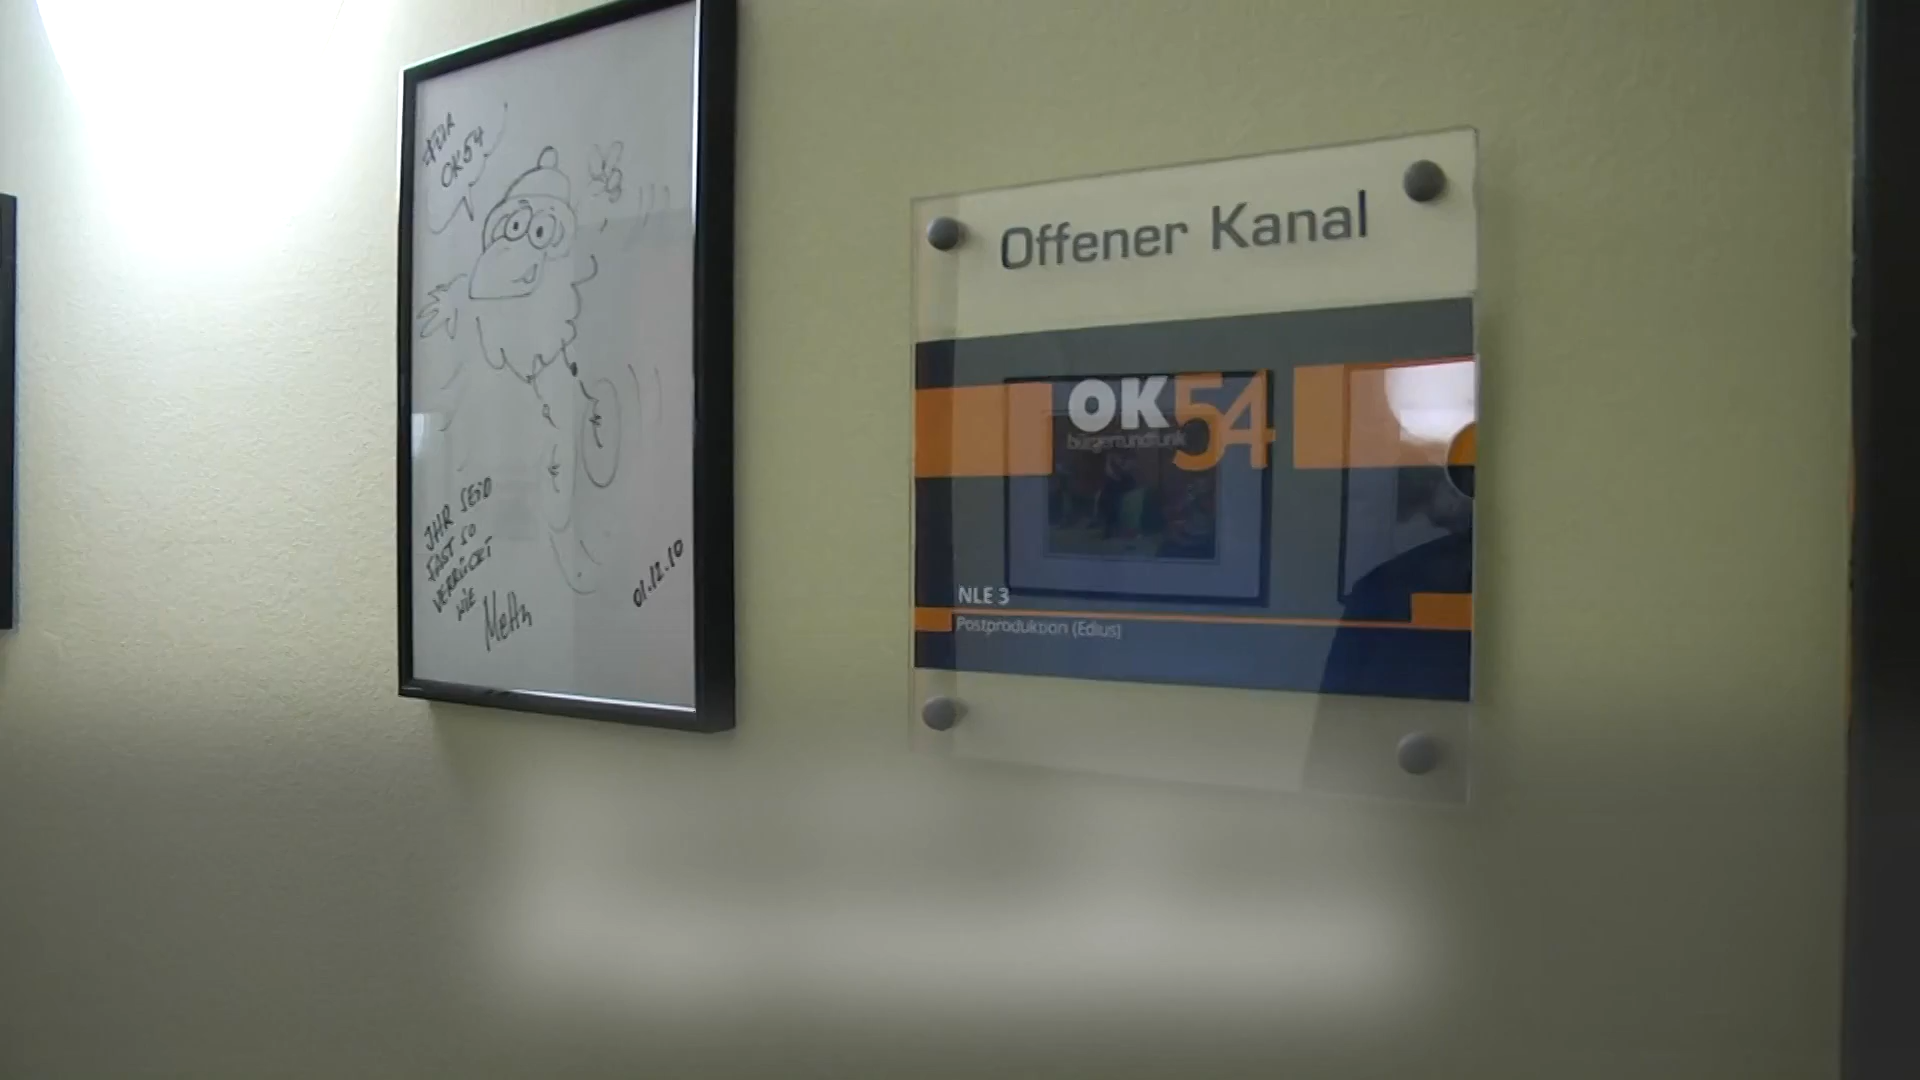 FÜR
OK54
JHR SEID
FAST SO
VERRÜCKT
WIE
01.12.10
Offener Kanal
OK54
bürgerrundfunk
NLE 3
Postproduktion (Edius)